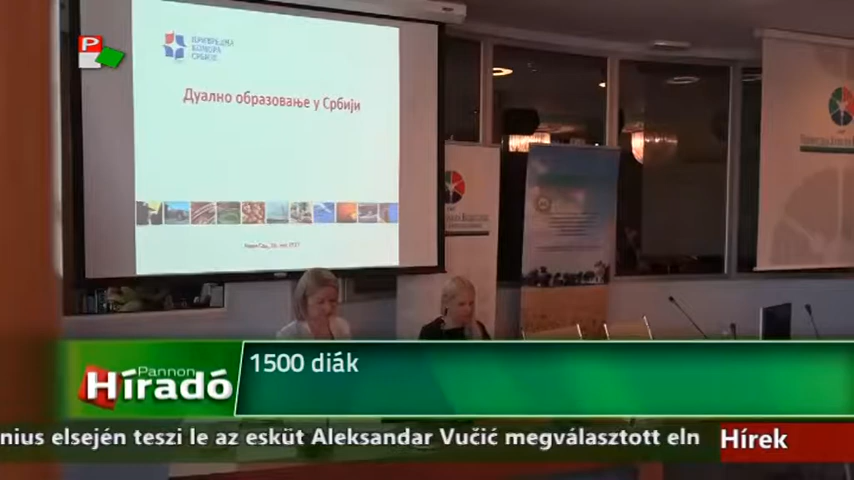 P
ПРИВРЕДНА
КОМОРА
СРБИЈЕ
Дуално образовање у Србији
Pannon
Híradó
1500 diák
nius elsején teszi le az esküt Aleksandar Vučić megválasztott eln
Hírek